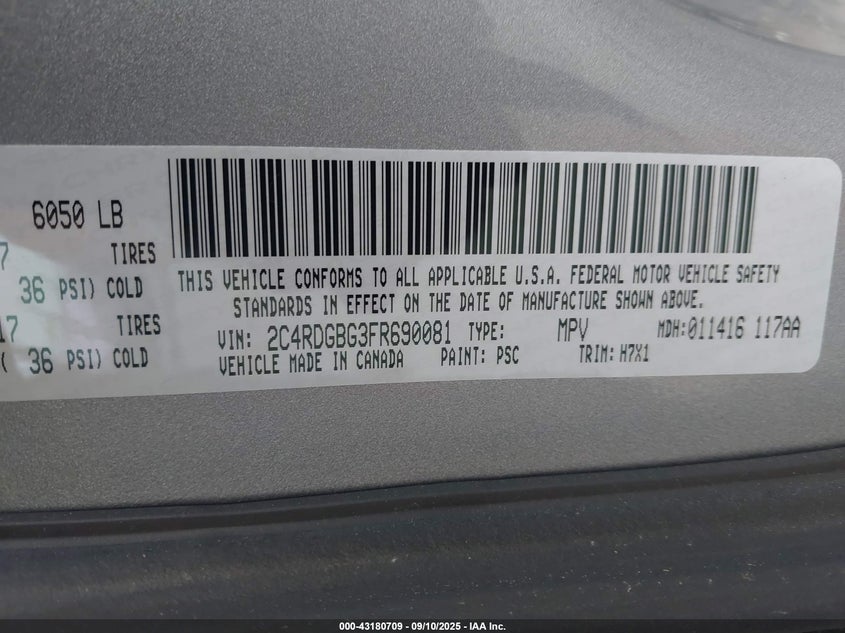 6050 LB
7 TIRES
36 PSI) COLD
17 TIRES
( 36 PSI) COLD
THIS VEHICLE CONFORMS TO ALL APPLICABLE U.S.A. FEDERAL MOTOR VEHICLE SAFETY
STANDARDS IN EFFECT ON THE DATE OF MANUFACTURE SHOWN ABOVE.
VIN: 2C4RDGBG3FR690081 TYPE: MPV MDH:011416 117AA
VEHICLE MADE IN CANADA PAINT: PSC TRIM: H7X1
000-43180709 - 09/10/2025 - IAA Inc.